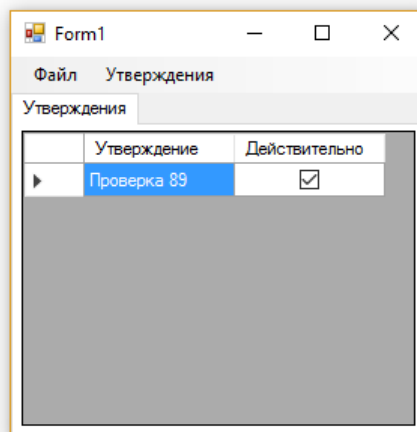 Form1
Файл Утверждения
Утверждения
Утверждение Действительно
Проверка 89